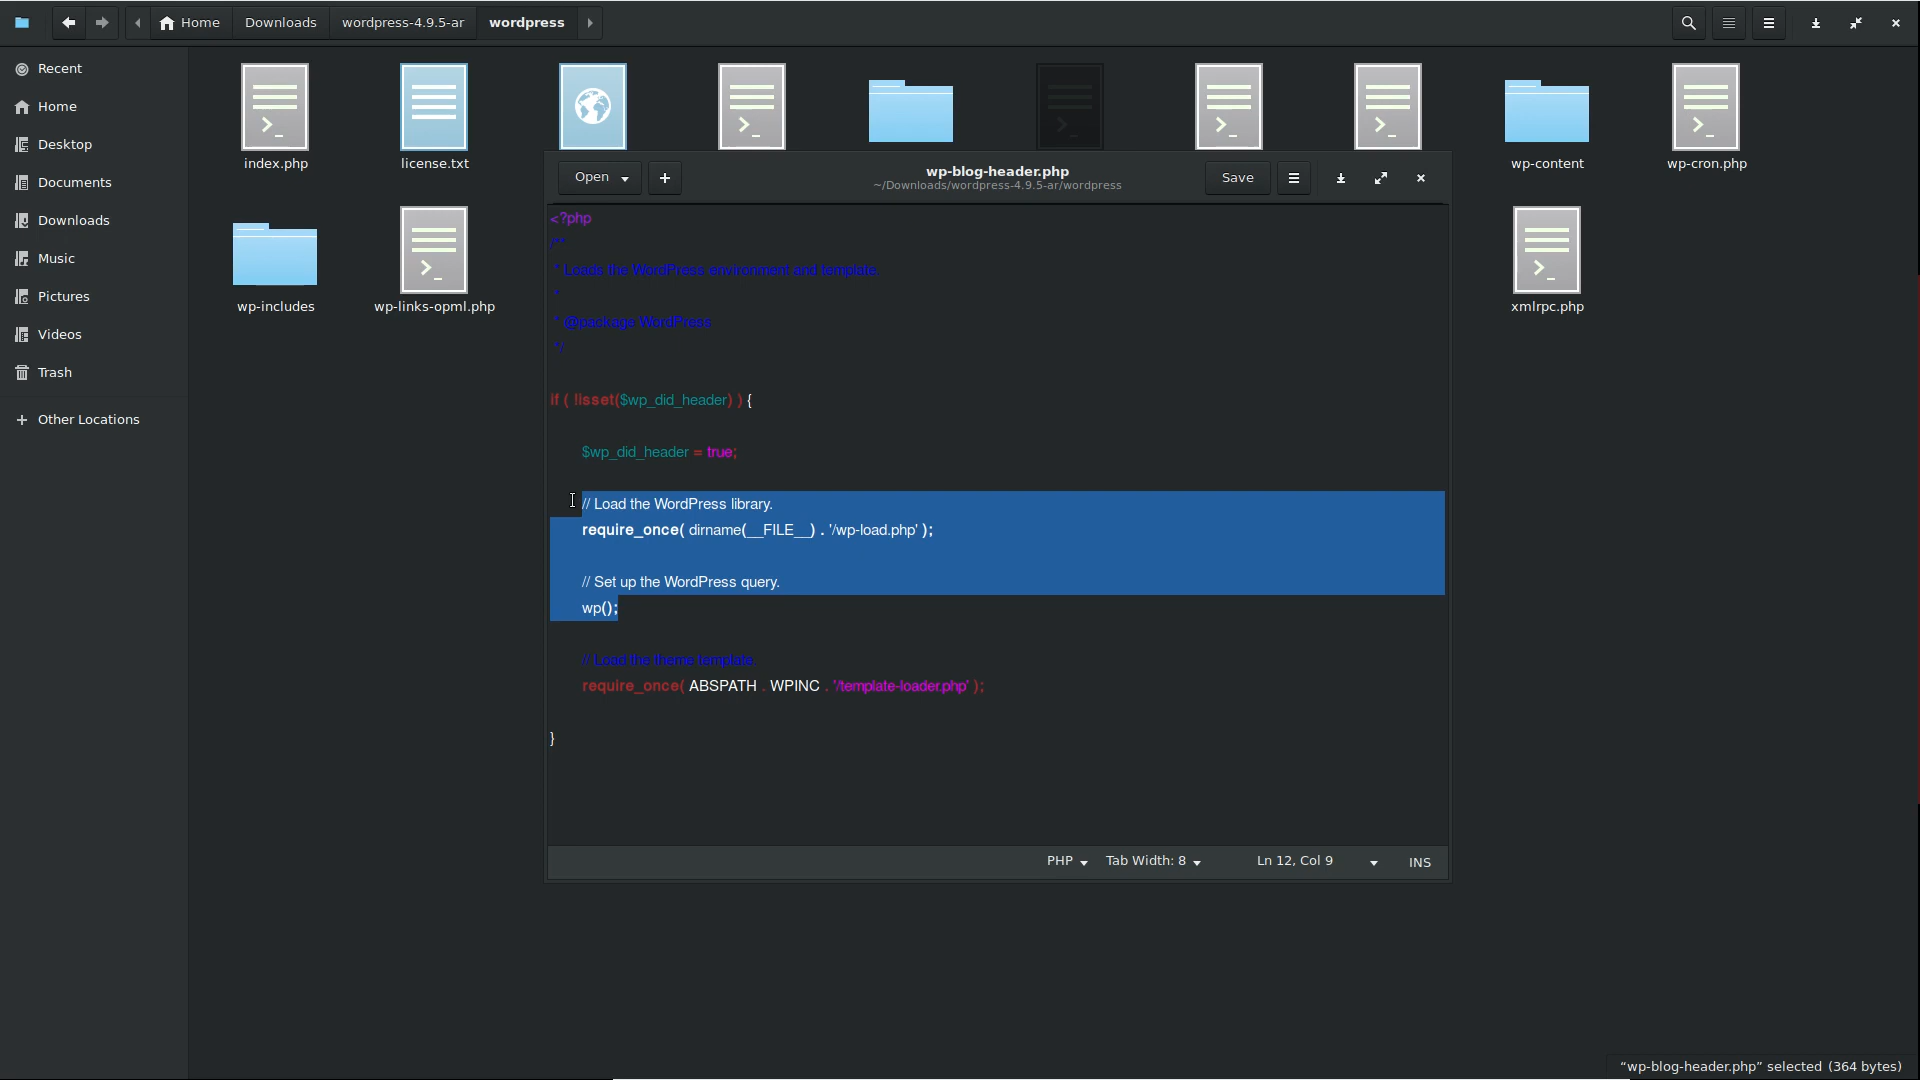 Home Downloads wordpress-4.9.5-ar wordpress
Recent
Home
Desktop
Documents
Downloads
Music
Pictures
Videos
Trash
Other Locations
index.php license.txt wp-content wp-cron.php
wp-includes wp-links-opml.php xmlrpc.php
Open + wp-blog-header.php Save
~/Downloads/wordpress-4.9.5-ar/wordpress
<?php
/**
* Loads the WordPress environment and template.
*
* @package WordPress
*/
if ( !isset($wp_did_header) ) {
$wp_did_header = true;
// Load the WordPress library.
require_once( dirname(__FILE__) . '/wp-load.php' );
// Set up the WordPress query.
wp();
// Load the theme template.
require_once( ABSPATH . WPINC . '/template-loader.php' );
}
PHP Tab Width: 8 Ln 12, Col 9 INS
“wp-blog-header.php” selected (364 bytes)